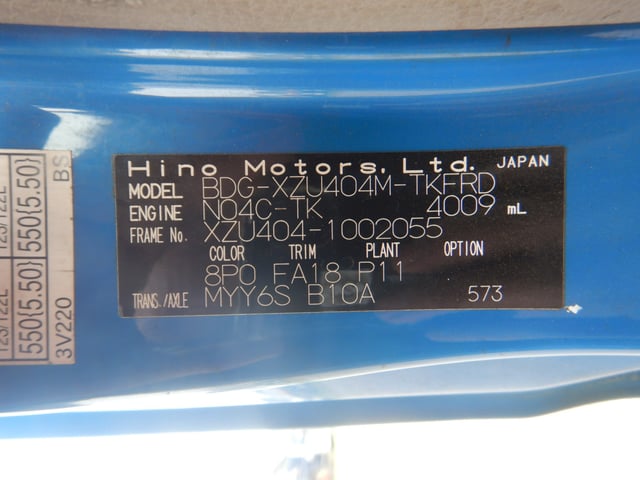 Hino Motors, Ltd. JAPAN
MODEL BDG-XZU404M-TKFRD
ENGINE N04C-TK 4009 mL
FRAME No. XZU404-1002055
COLOR TRIM PLANT OPTION
8P0 FA18 P11
TRANS./AXLE MYY6S B10A 573
550{5.50} 550{5.50}
3V220 BS